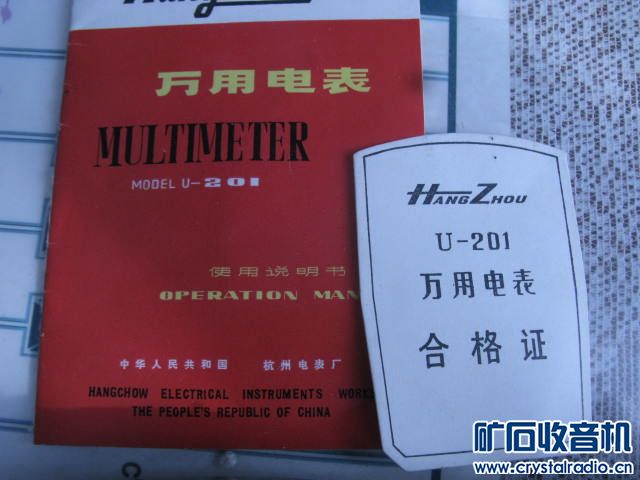 万用电表
MULTIMETER
MODEL U-201
使用说明书
OPERATION MAN
中华人民共和国 杭州电表厂
HANGCHOW ELECTRICAL INSTRUMENTS WORKS
THE PEOPLE'S REPUBLIC OF CHINA
HANGZHOU
U-201
万用电表
合格证
矿石收音机
www.crystalradio.cn